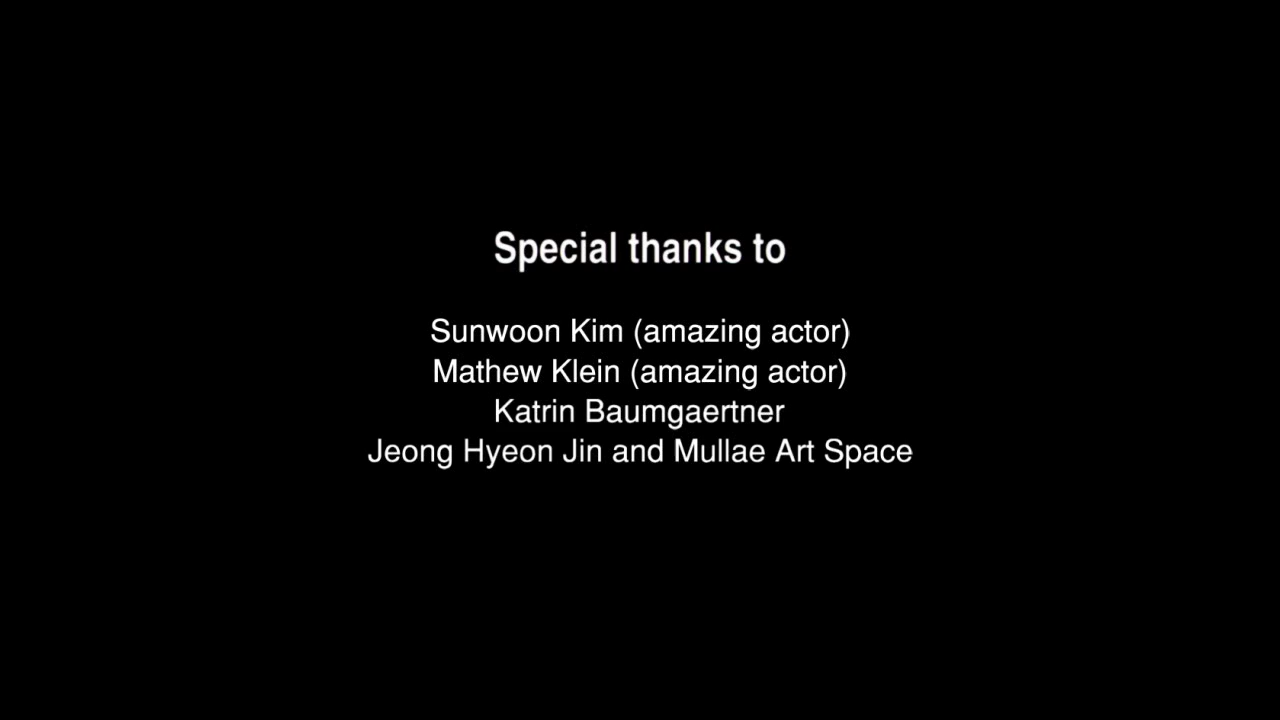 Special thanks to
Sunwoon Kim (amazing actor)
Mathew Klein (amazing actor)
Katrin Baumgaertner
Jeong Hyeon Jin and Mullae Art Space